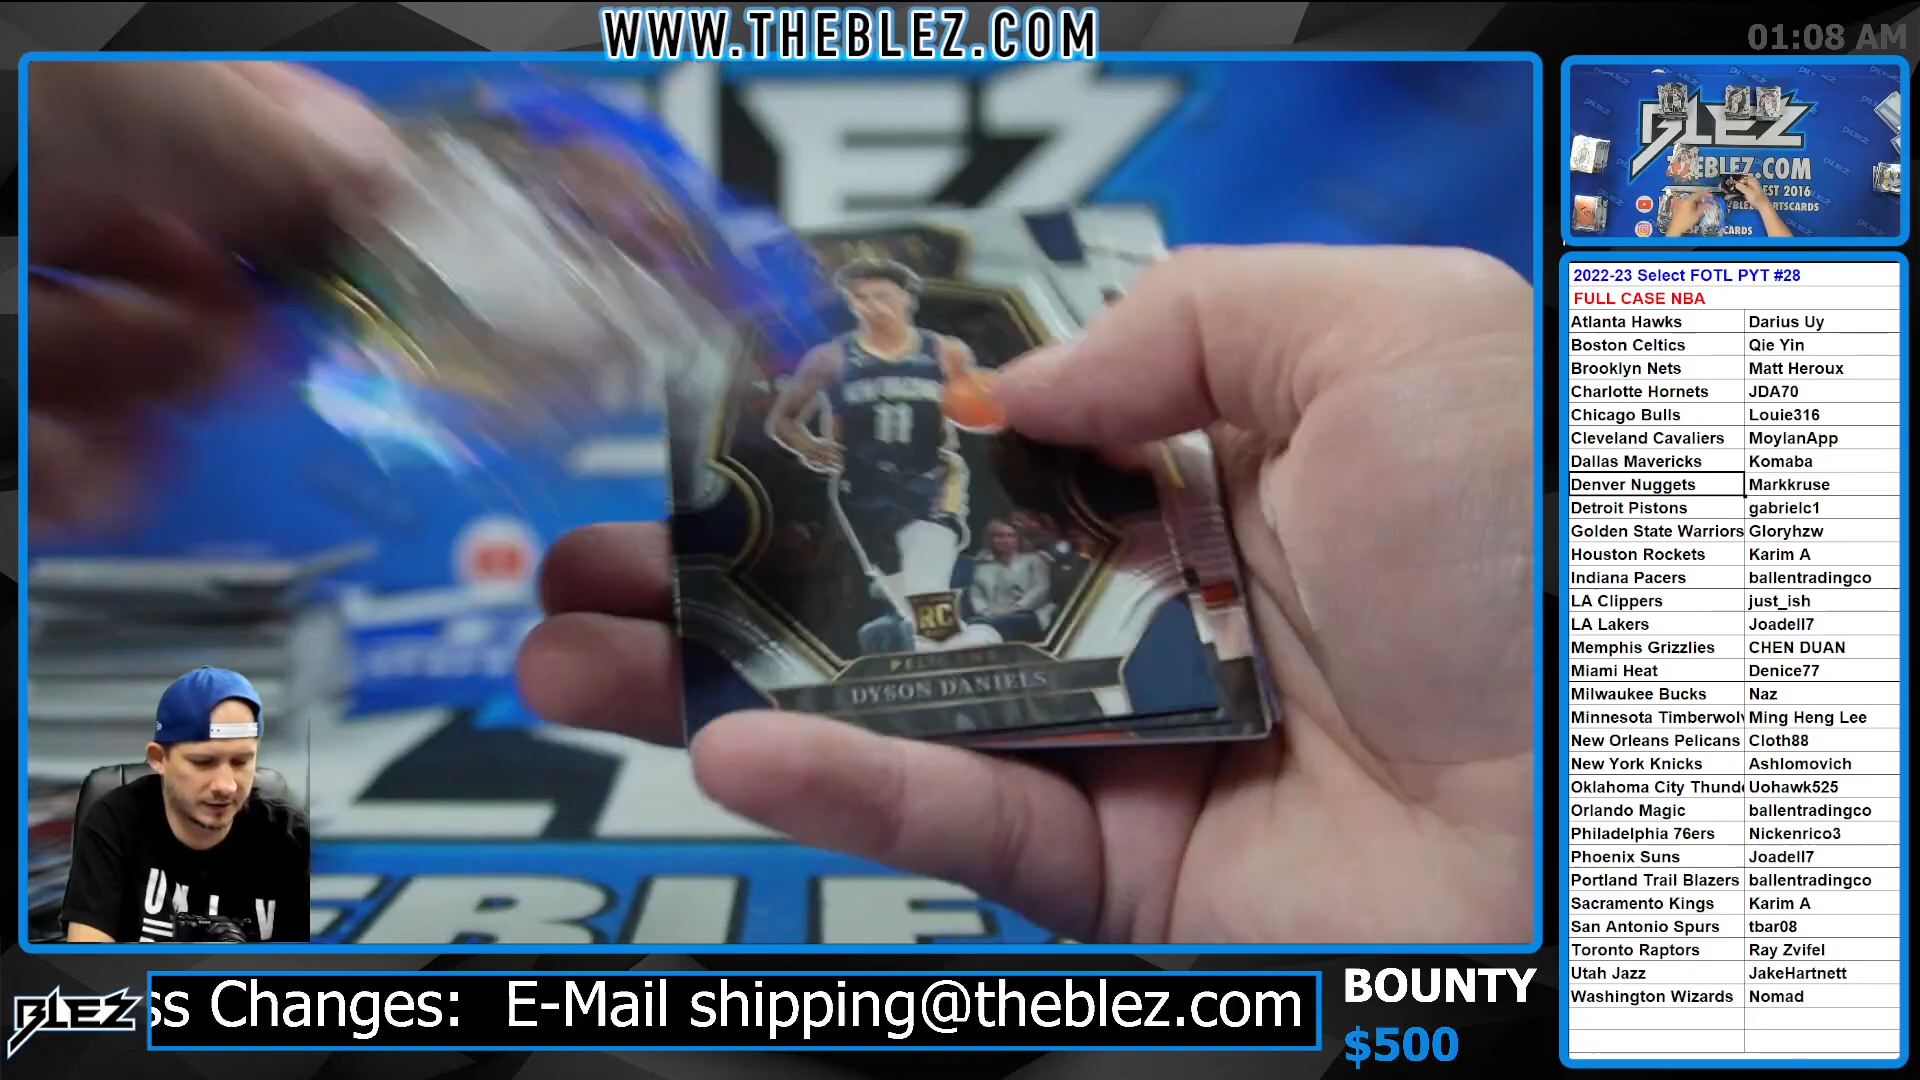 WWW.THEBLEZ.COM
01:08 AM
BLEZ
THEBLEZ.COM
EST 2016
11
RC
PELICANS
DYSON DANIELS
2022-23 Select FOTL PYT #28
FULL CASE NBA
Atlanta Hawks Darius Uy
Boston Celtics Qie Yin
Brooklyn Nets Matt Heroux
Charlotte Hornets JDA70
Chicago Bulls Louie316
Cleveland Cavaliers MoylanApp
Dallas Mavericks Komaba
Denver Nuggets Markkruse
Detroit Pistons gabrielc1
Golden State Warriors Gloryhzw
Houston Rockets Karim A
Indiana Pacers ballentradingco
LA Clippers just_ish
LA Lakers Joadell7
Memphis Grizzlies CHEN DUAN
Miami Heat Denice77
Milwaukee Bucks Naz
Minnesota Timberwol Ming Heng Lee
New Orleans Pelicans Cloth88
New York Knicks Ashlomovich
Oklahoma City Thund Uohawk525
Orlando Magic ballentradingco
Philadelphia 76ers Nickenrico3
Phoenix Suns Joadell7
Portland Trail Blazers ballentradingco
Sacramento Kings Karim A
San Antonio Spurs tbar08
Toronto Raptors Ray Zvifel
Utah Jazz JakeHartnett
Washington Wizards Nomad
BLEZ
ss Changes: E-Mail shipping@theblez.com
BOUNTY
$500